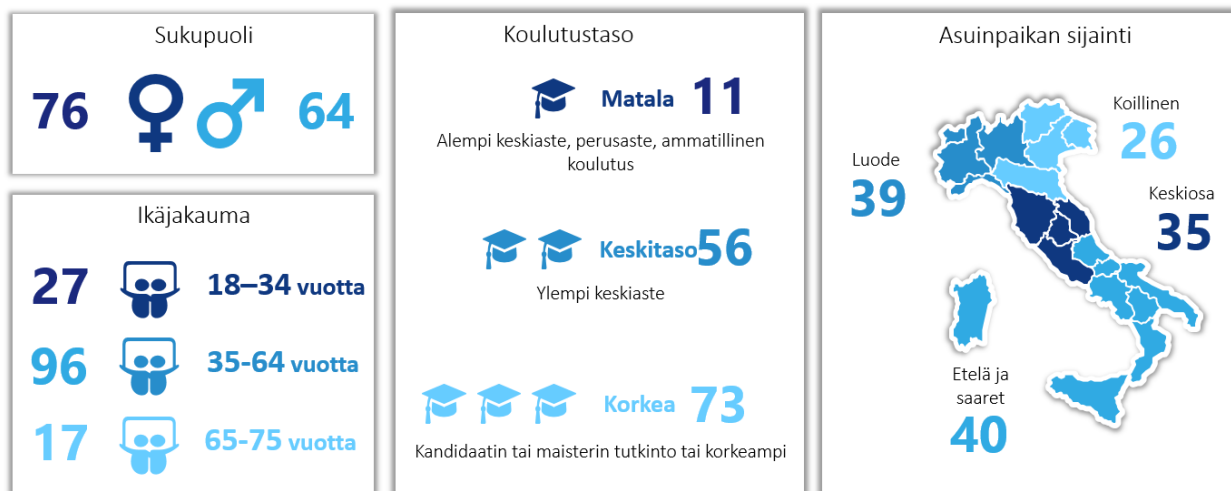 Sukupuoli
76
64
Ikäjakauma
27 18–34 vuotta
96 35-64 vuotta
17 65-75 vuotta
Koulutustaso
Matala 11
Alempi keskiaste, perusaste, ammatillinen
koulutus
Keskitaso 56
Ylempi keskiaste
Korkea 73
Kandidaatin tai maisterin tutkinto tai korkeampi
Asuinpaikan sijainti
Koillinen
26
Luode
39
Keskiosa
35
Etelä ja
saaret
40